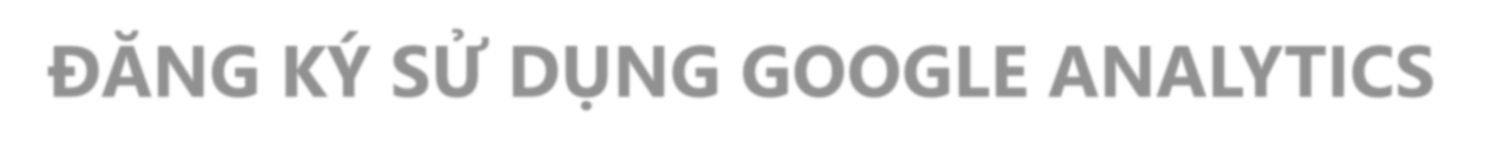 ĐĂNG KÝ SỬ DỤNG GOOGLE ANALYTICS